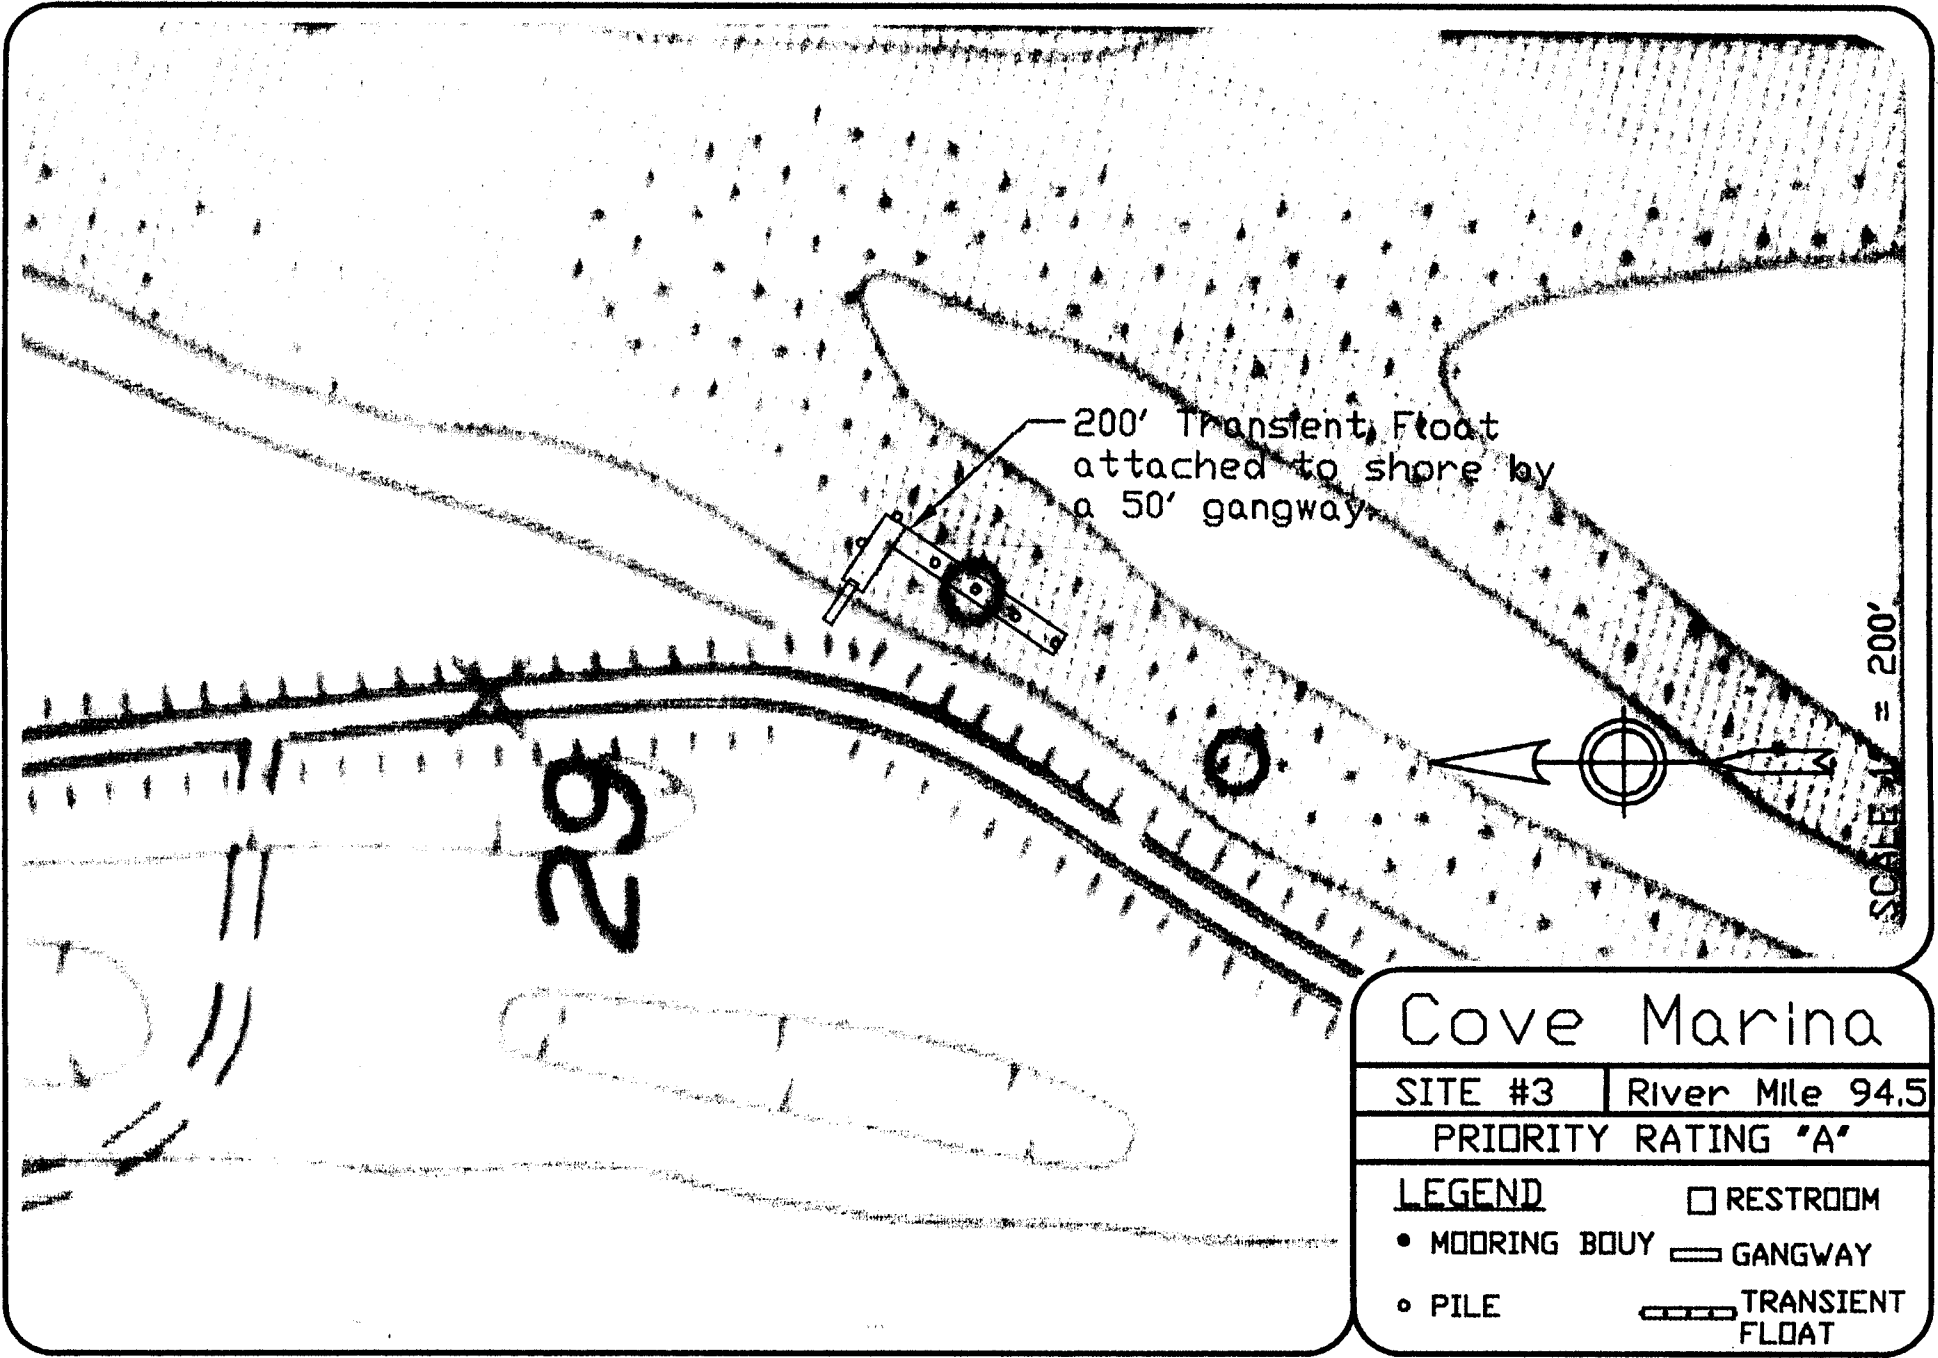 200' Transient Float
attached to shore by
a 50' gangway.
SCALE 1" = 200'
29
Cove Marina
SITE #3
River Mile 94.5
PRIORITY RATING "A"
LEGEND
RESTROOM
MOORING BOUY
GANGWAY
PILE
TRANSIENT
FLOAT